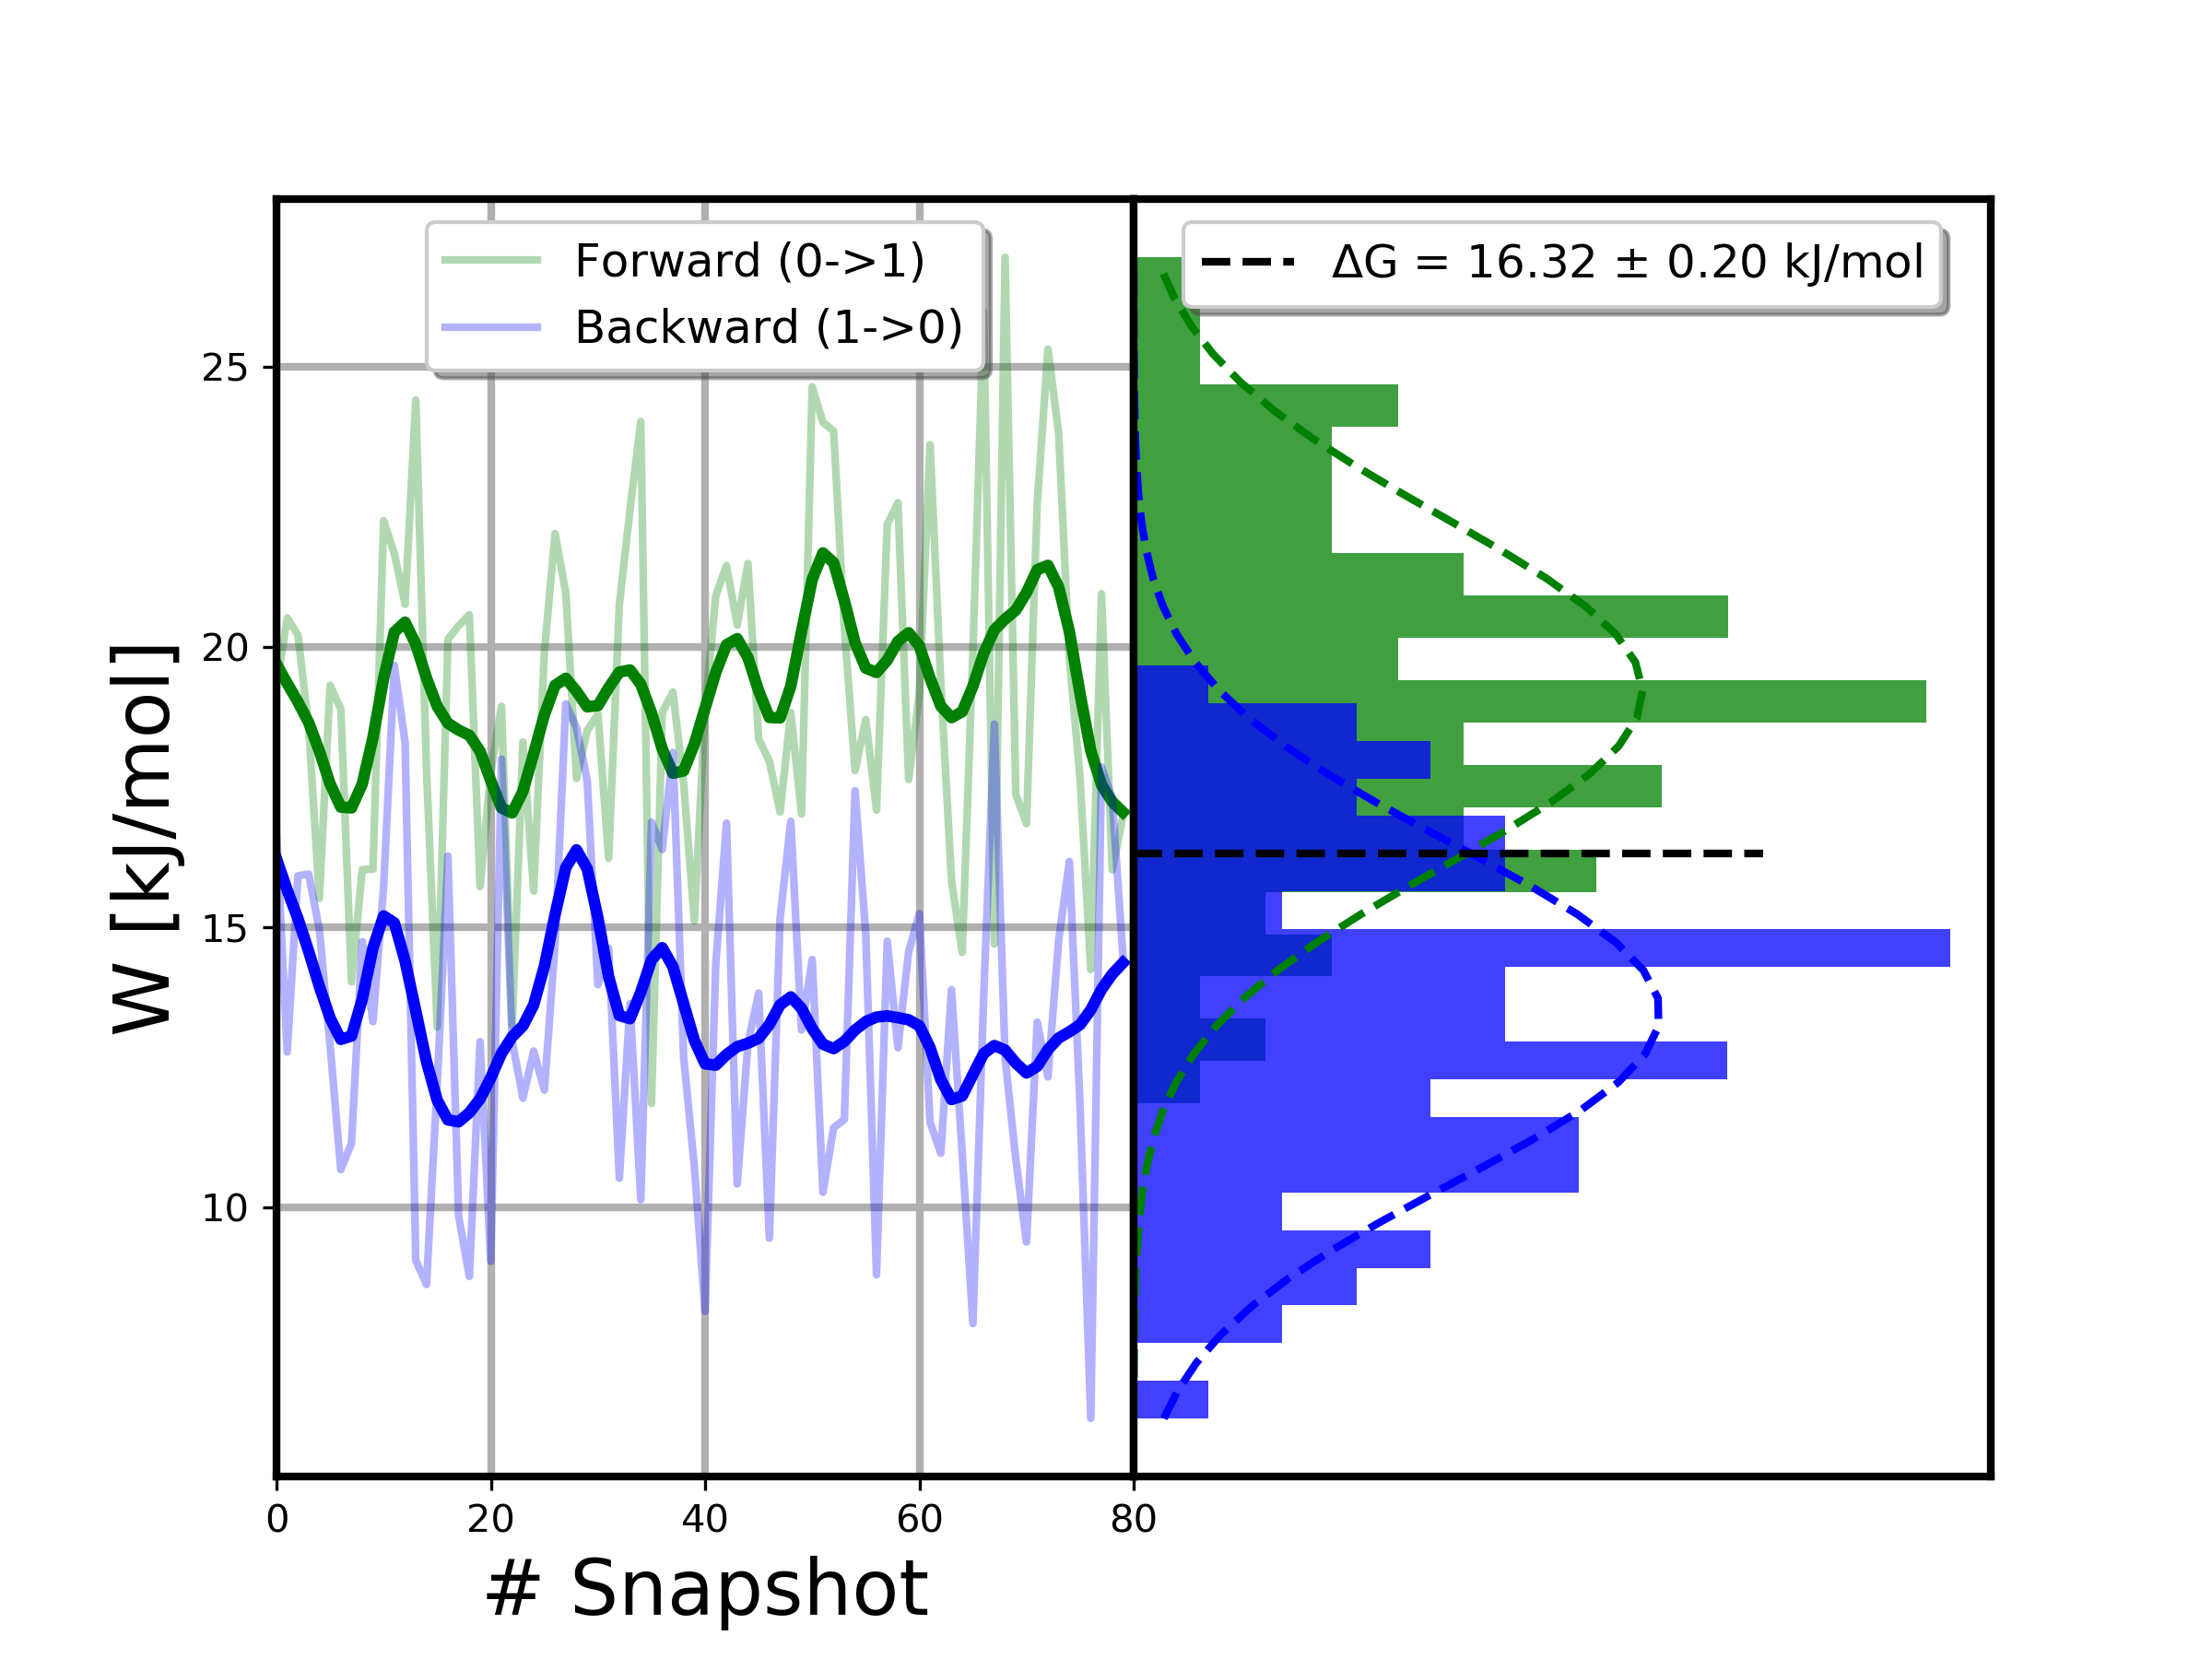 Forward (0->1)
Backward (1->0)
ΔG = 16.32 ± 0.20 kJ/mol
W [kJ/mol]
25
20
15
10
0
20
40
60
80
# Snapshot